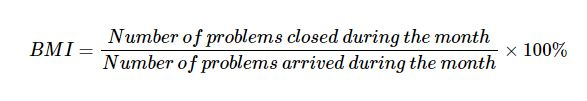 BMI = Number of problems closed during the month / Number of problems arrived during the month × 100%